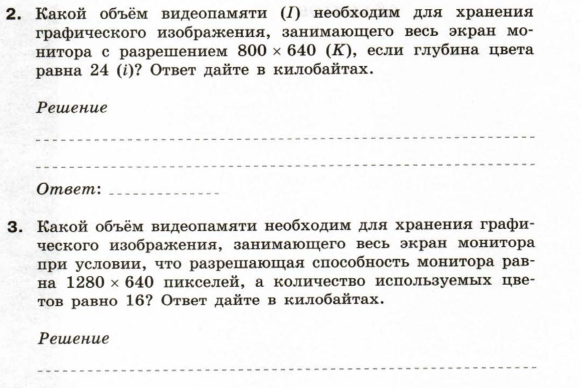 2. Какой объём видеопамяти (I) необходим для хранения
графического изображения, занимающего весь экран мо-
нитора с разрешением 800 × 640 (K), если глубина цвета
равна 24 (i)? Ответ дайте в килобайтах.
Решение
Ответ:
3. Какой объём видеопамяти необходим для хранения графи-
ческого изображения, занимающего весь экран монитора
при условии, что разрешающая способность монитора рав-
на 1280 × 640 пикселей, а количество используемых цве-
тов равно 16? Ответ дайте в килобайтах.
Решение